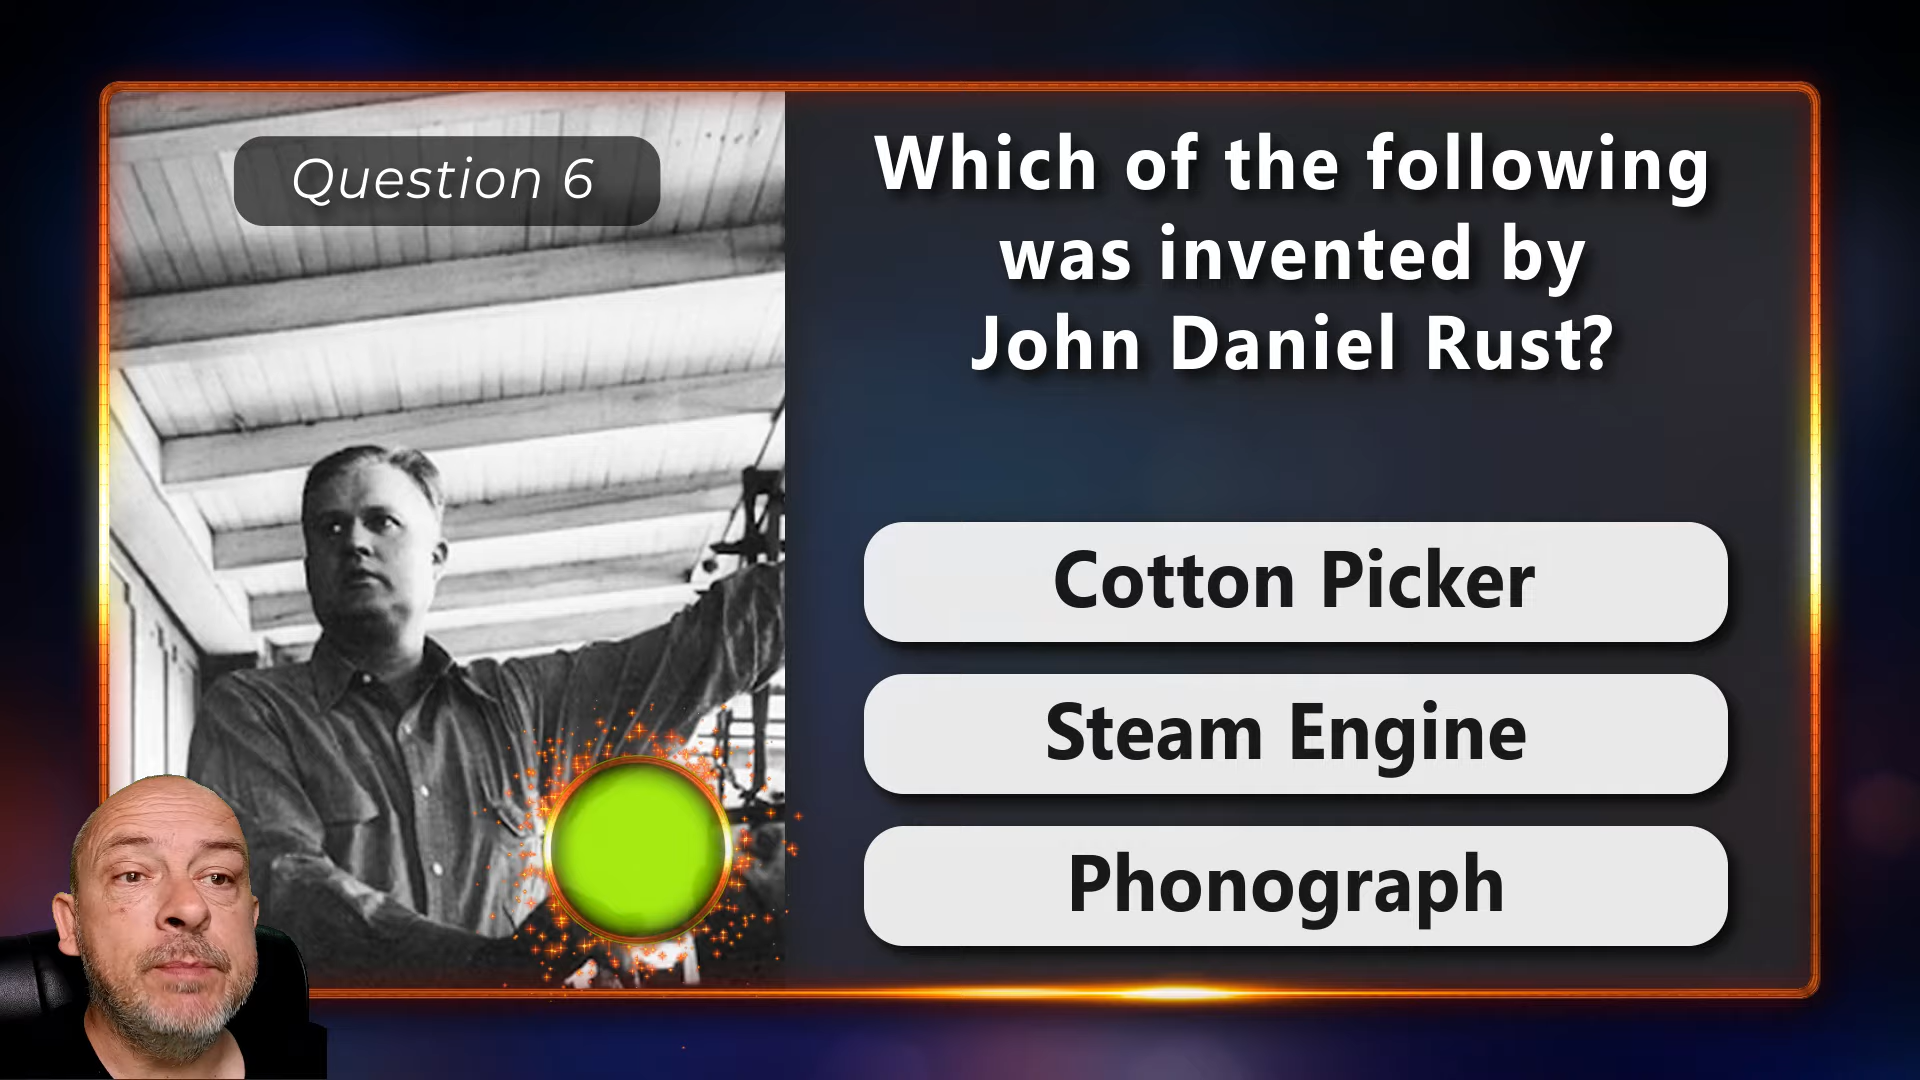 Question 6
Which of the following
was invented by
John Daniel Rust?
Cotton Picker
Steam Engine
Phonograph